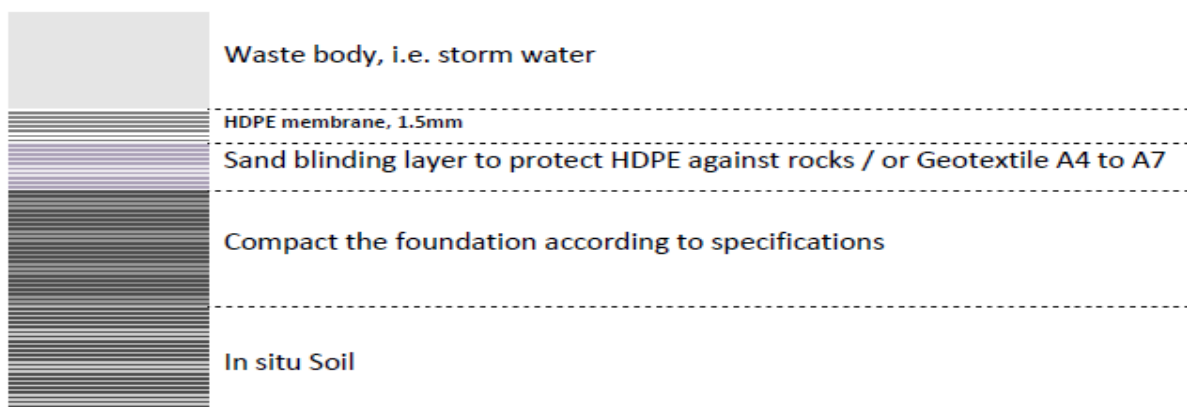 Waste body, i.e. storm water
HDPE membrane, 1.5mm
Sand blinding layer to protect HDPE against rocks / or Geotextile A4 to A7
Compact the foundation according to specifications
In situ Soil